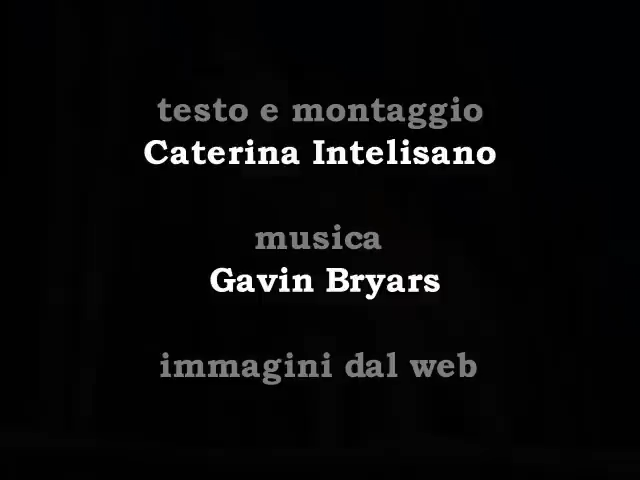 testo e montaggio
Caterina Intelisano
musica
Gavin Bryars
immagini dal web